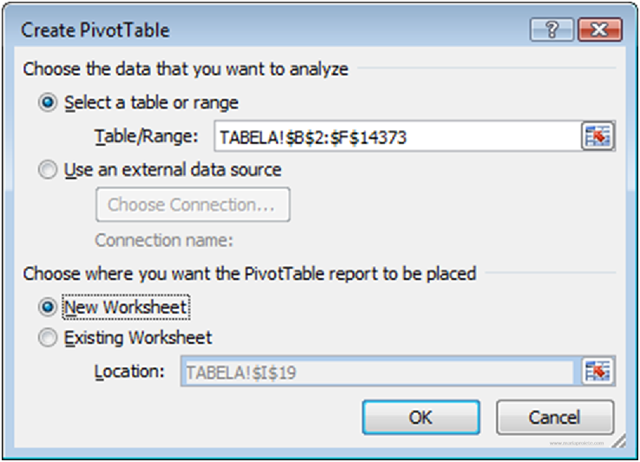 Create PivotTable
Choose the data that you want to analyze
Select a table or range
Table/Range: TABELA!$B$2:$F$14373
Use an external data source
Choose Connection...
Connection name:
Choose where you want the PivotTable report to be placed
New Worksheet
Existing Worksheet
Location: TABELA!$I$19
OK Cancel